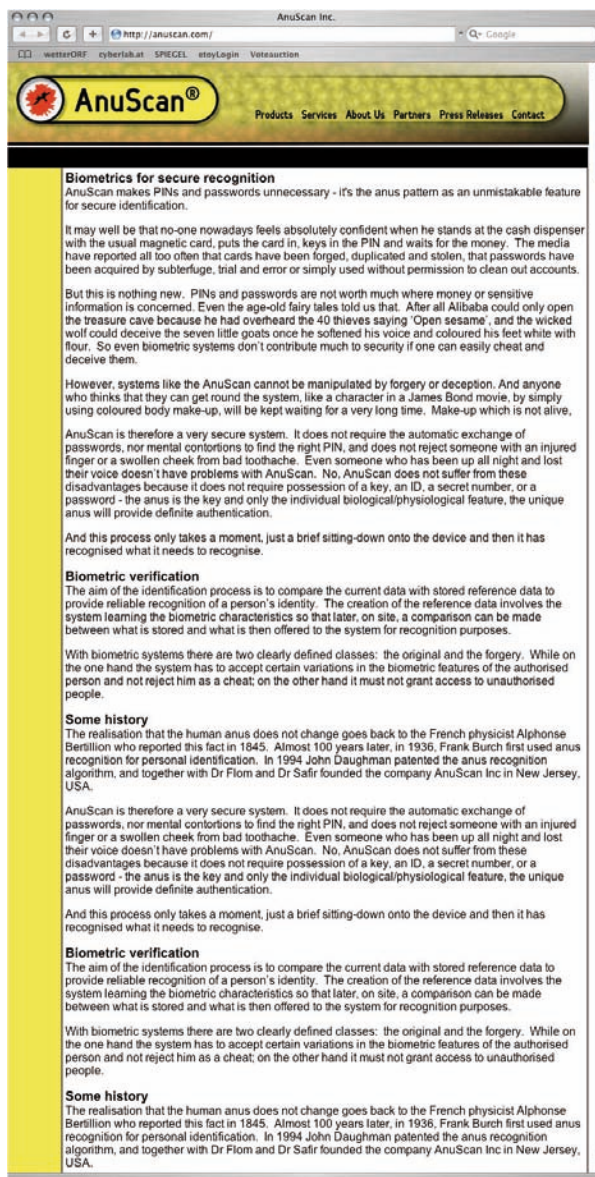 AnuScan Inc.
http://anuscan.com/
Google
wetterORF cyberlab.at SPIEGEL etoyLogin Voteauction
AnuScan®
Products Services About Us Partners Press Releases Contact
Biometrics for secure recognition
AnuScan makes PINs and passwords unnecessary - it's the anus pattern as an unmistakable feature
for secure identification.
It may well be that no-one nowadays feels absolutely confident when he stands at the cash dispenser
with the usual magnetic card, puts the card in, keys in the PIN and waits for the money. The media
have reported all too often that cards have been forged, duplicated and stolen, that passwords have
been acquired by subterfuge, trial and error or simply used without permission to clean out accounts.
But this is nothing new. PINs and passwords are not worth much where money or sensitive
information is concerned. Even the age-old fairy tales told us that. After all Alibaba could only open
the treasure cave because he had overheard the 40 thieves saying 'Open sesame', and the wicked
wolf could deceive the seven little goats once he softened his voice and coloured his feet white with
flour. So even biometric systems don't contribute much to security if one can easily cheat and
deceive them.
However, systems like the AnuScan cannot be manipulated by forgery or deception. And anyone
who thinks that they can get round the system, like a character in a James Bond movie, by simply
using coloured body make-up, will be kept waiting for a very long time. Make-up which is not alive,
AnuScan is therefore a very secure system. It does not require the automatic exchange of
passwords, nor mental contortions to find the right PIN, and does not reject someone with an injured
finger or a swollen cheek from bad toothache. Even someone who has been up all night and lost
their voice doesn't have problems with AnuScan. No, AnuScan does not suffer from these
disadvantages because it does not require possession of a key, an ID, a secret number, or a
password - the anus is the key and only the individual biological/physiological feature, the unique
anus will provide definite authentication.
And this process only takes a moment, just a brief sitting-down onto the device and then it has
recognised what it needs to recognise.
Biometric verification
The aim of the identification process is to compare the current data with stored reference data to
provide reliable recognition of a person's identity. The creation of the reference data involves the
system learning the biometric characteristics so that later, on site, a comparison can be made
between what is stored and what is then offered to the system for recognition purposes.
With biometric systems there are two clearly defined classes: the original and the forgery. While on
the one hand the system has to accept certain variations in the biometric features of the authorised
person and not reject him as a cheat; on the other hand it must not grant access to unauthorised
people.
Some history
The realisation that the human anus does not change goes back to the French physicist Alphonse
Bertillion who reported this fact in 1845. Almost 100 years later, in 1936, Frank Burch first used anus
recognition for personal identification. In 1994 John Daughman patented the anus recognition
algorithm, and together with Dr Flom and Dr Safir founded the company AnuScan Inc in New Jersey,
USA.
AnuScan is therefore a very secure system. It does not require the automatic exchange of
passwords, nor mental contortions to find the right PIN, and does not reject someone with an injured
finger or a swollen cheek from bad toothache. Even someone who has been up all night and lost
their voice doesn't have problems with AnuScan. No, AnuScan does not suffer from these
disadvantages because it does not require possession of a key, an ID, a secret number, or a
password - the anus is the key and only the individual biological/physiological feature, the unique
anus will provide definite authentication.
And this process only takes a moment, just a brief sitting-down onto the device and then it has
recognised what it needs to recognise.
Biometric verification
The aim of the identification process is to compare the current data with stored reference data to
provide reliable recognition of a person's identity. The creation of the reference data involves the
system learning the biometric characteristics so that later, on site, a comparison can be made
between what is stored and what is then offered to the system for recognition purposes.
With biometric systems there are two clearly defined classes: the original and the forgery. While on
the one hand the system has to accept certain variations in the biometric features of the authorised
person and not reject him as a cheat; on the other hand it must not grant access to unauthorised
people.
Some history
The realisation that the human anus does not change goes back to the French physicist Alphonse
Bertillion who reported this fact in 1845. Almost 100 years later, in 1936, Frank Burch first used anus
recognition for personal identification. In 1994 John Daughman patented the anus recognition
algorithm, and together with Dr Flom and Dr Safir founded the company AnuScan Inc in New Jersey,
USA.